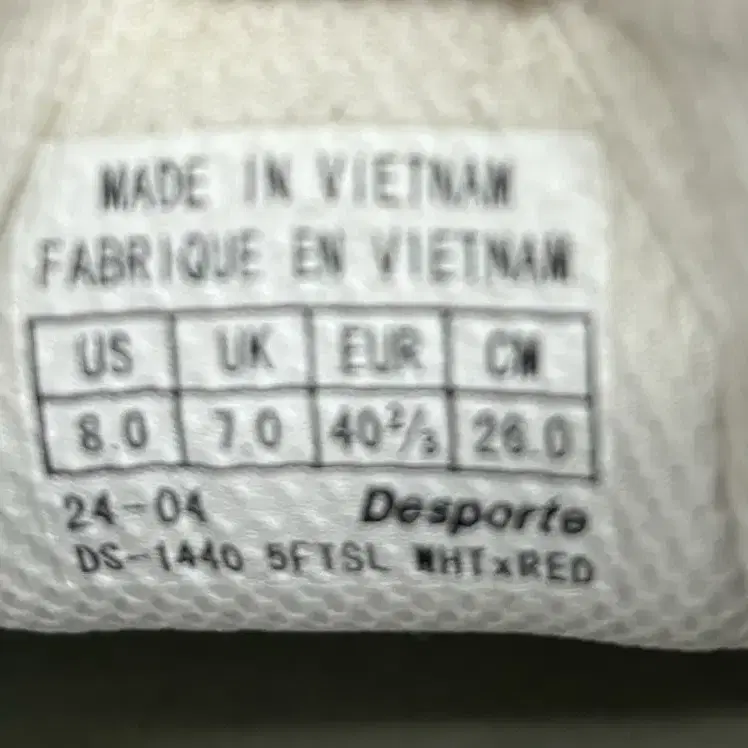 MADE IN VIETNAM
FABRIQUE EN VIETNAM
US UK EUR CM
8.0 7.0 40⅔ 26.0
24-04 Desporte
DS-1440 5FTSL WHTxRED